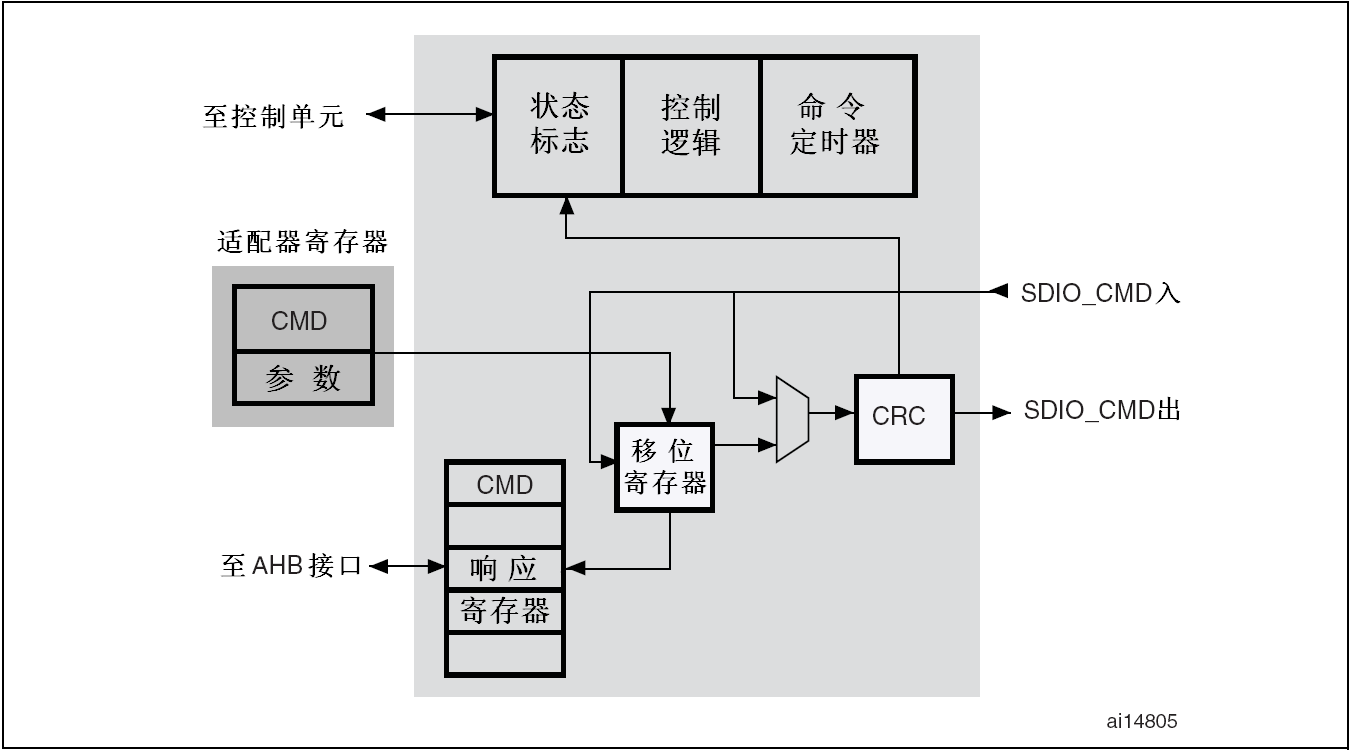 至控制单元
状态
标志
控制
逻辑
命令
定时器
适配器寄存器
CMD
参数
SDIO_CMD入
SDIO_CMD出
CRC
移位
寄存器
CMD
响应
寄存器
至AHB接口
ai14805